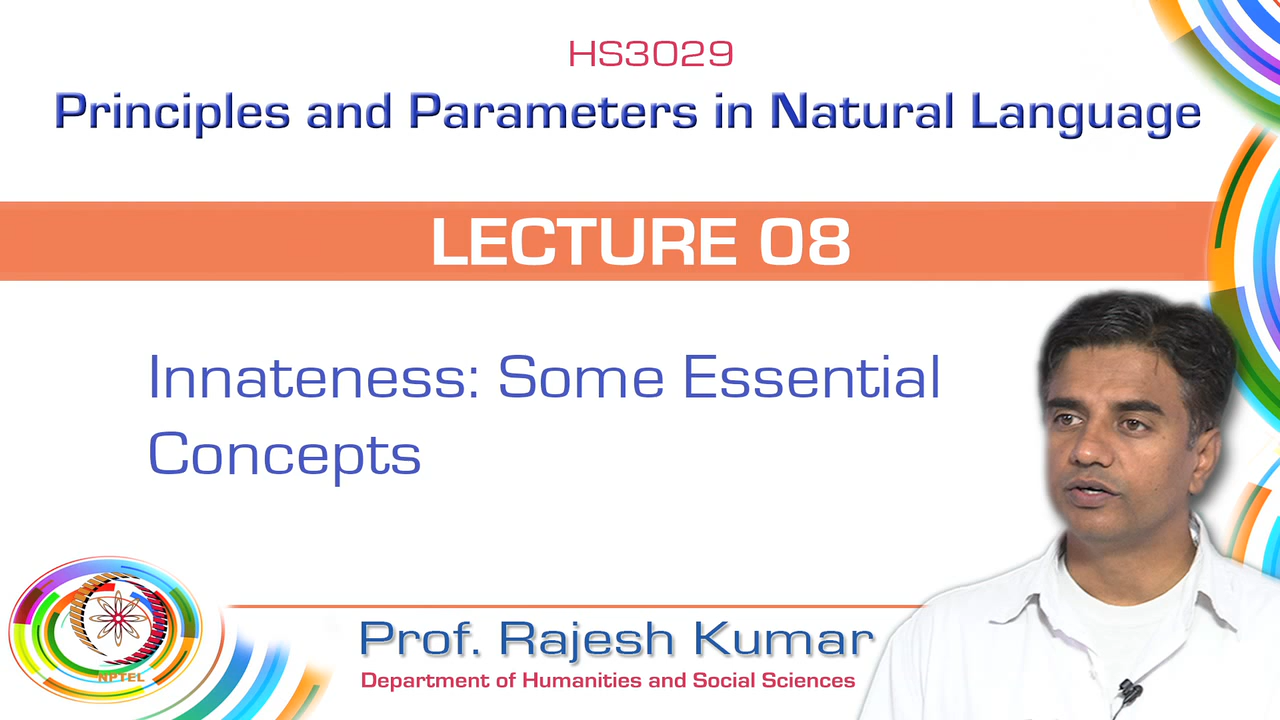 HS3029
Principles and Parameters in Natural Language
LECTURE 08
Innateness: Some Essential
Concepts
NPTEL
Prof. Rajesh Kumar
Department of Humanities and Social Sciences